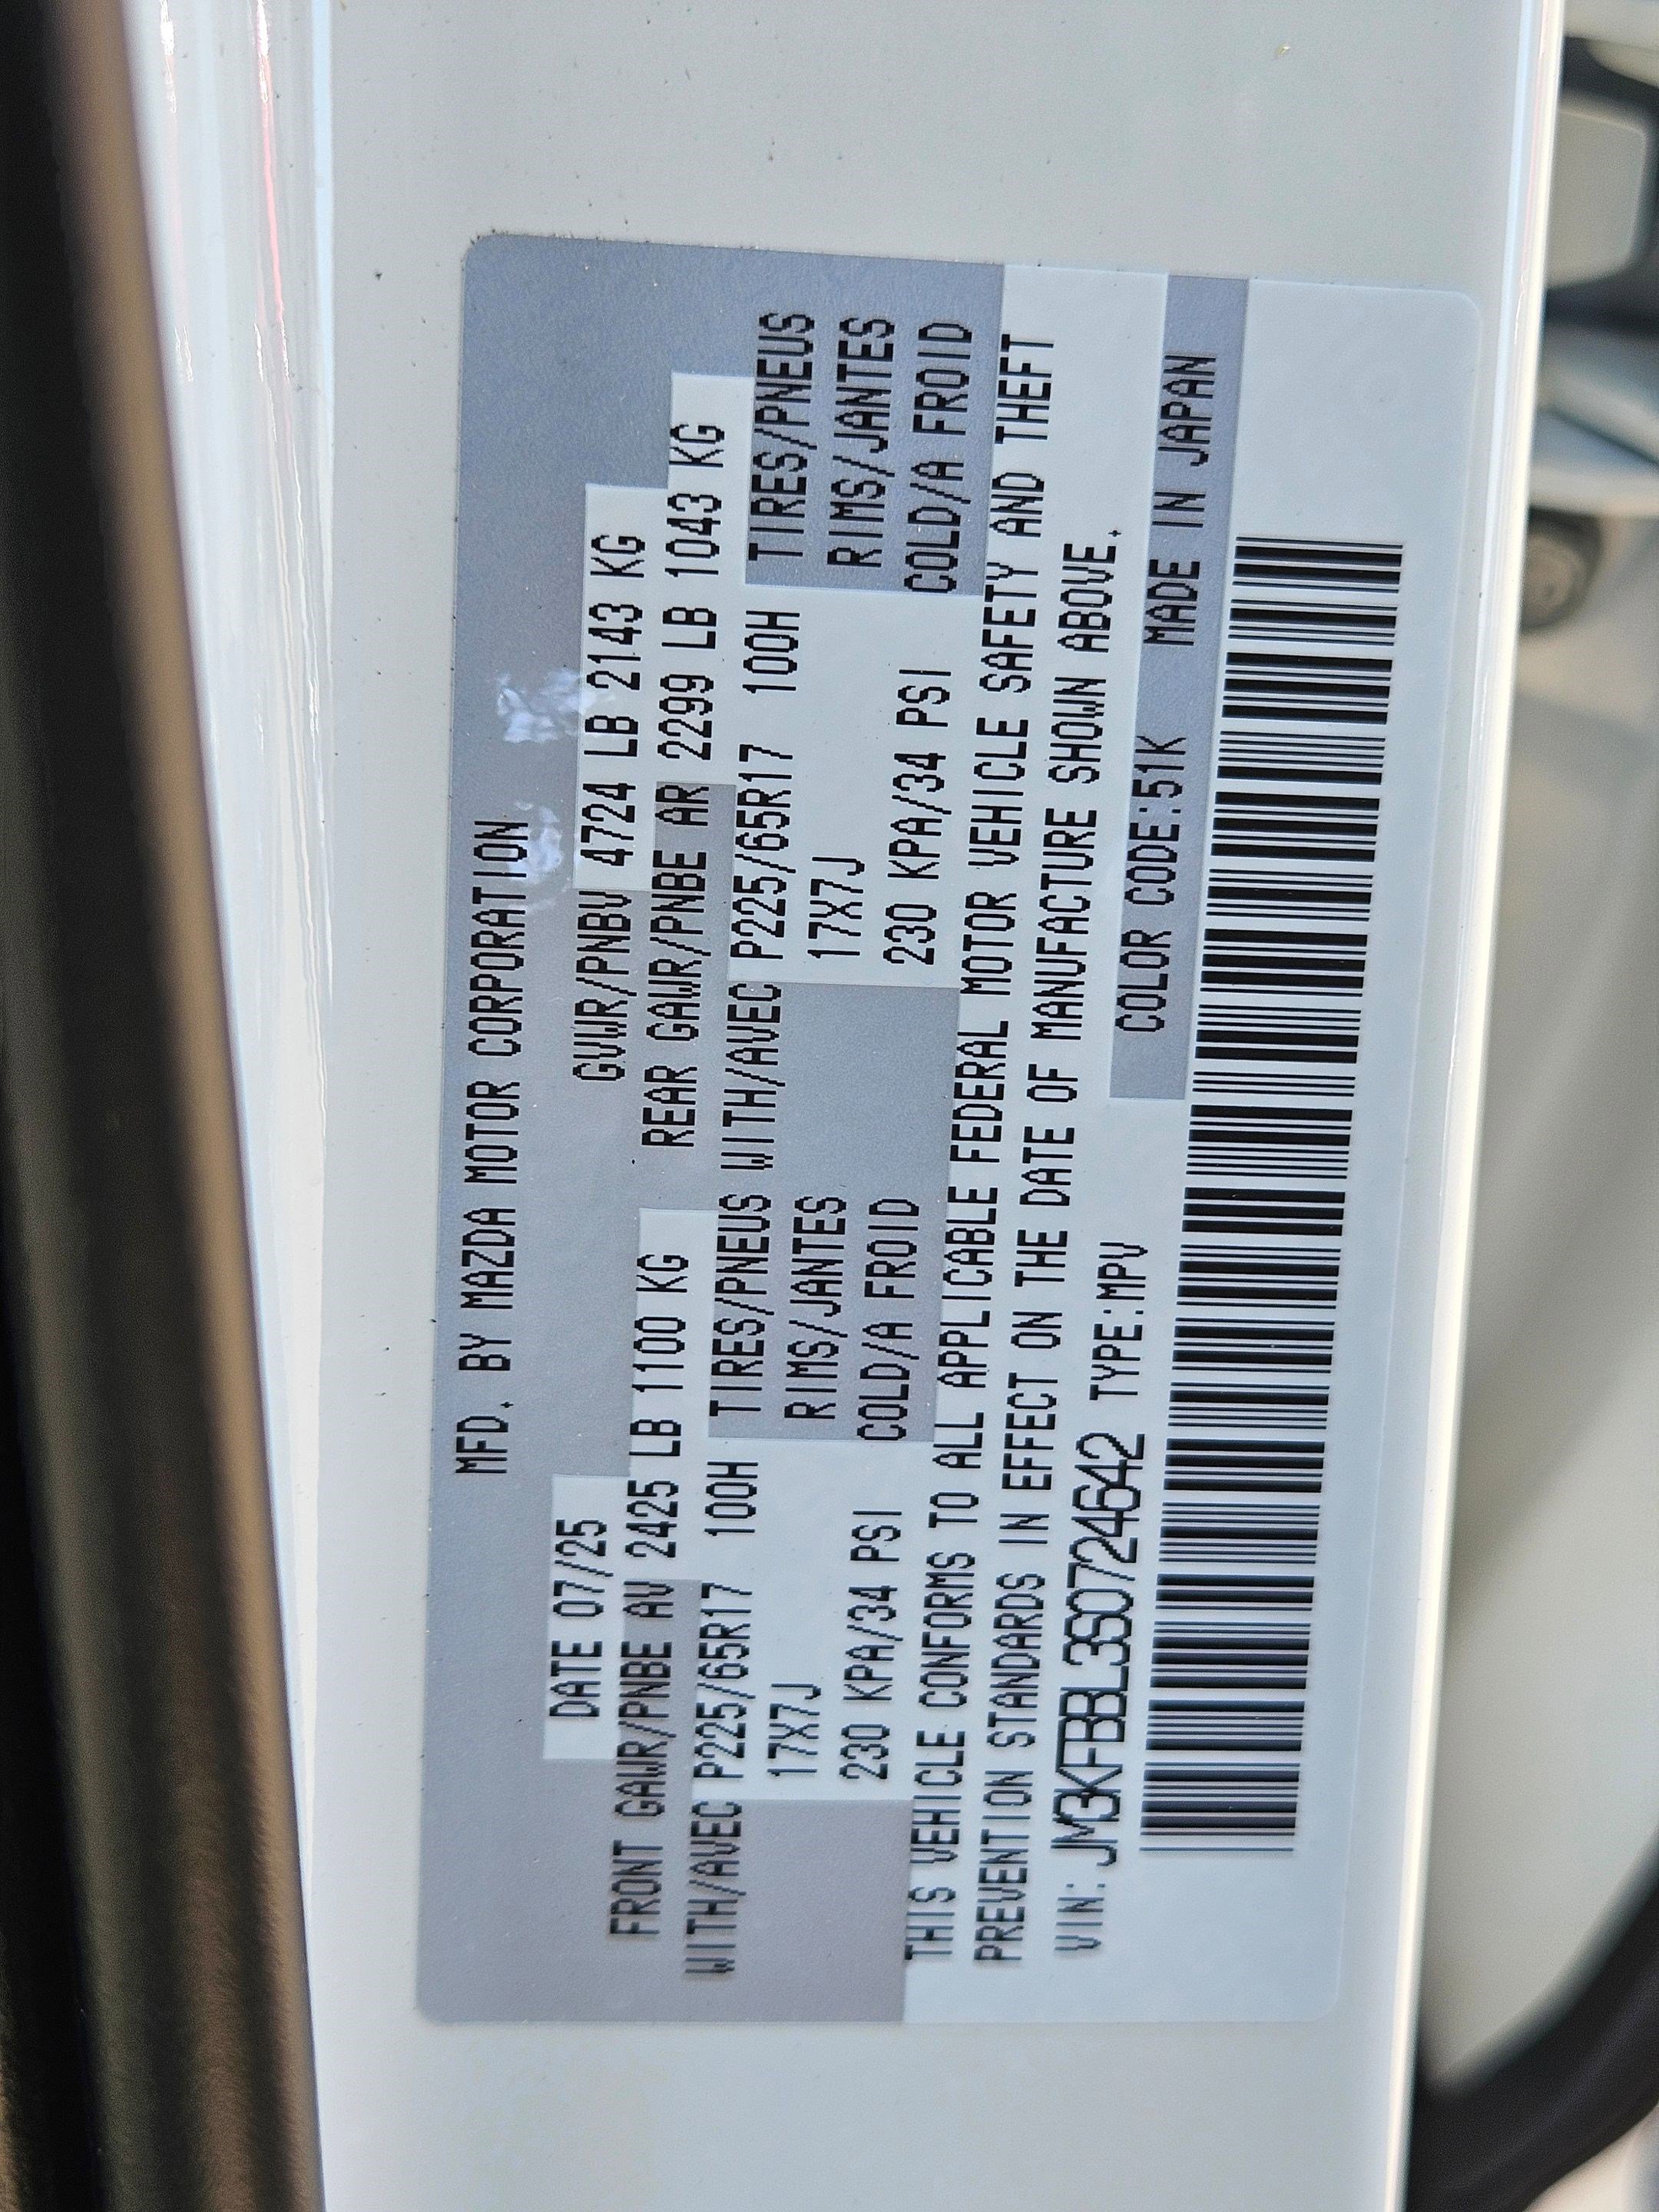 MFD. BY MAZDA MOTOR CORPORATION
DATE 07/25 GVWR/PNBV 4724 LB 2143 KG
FRONT GAWR/PNBE AV 2425 LB 1100 KG REAR GAWR/PNBE AR 2299 LB 1043 KG
WITH/AVEC P225/65R17 100H TIRES/PNEUS WITH/AVEC P225/65R17 100H TIRES/PNEUS
17X7J RIMS/JANTES 17X7J RIMS/JANTES
230 KPA/34 PSI COLD/A FROID 230 KPA/34 PSI COLD/A FROID
THIS VEHICLE CONFORMS TO ALL APPLICABLE FEDERAL MOTOR VEHICLE SAFETY AND THEFT
PREVENTION STANDARDS IN EFFECT ON THE DATE OF MANUFACTURE SHOWN ABOVE.
VIN: JM3KFBBL3S0724642 TYPE:MPV COLOR CODE:51K MADE IN JAPAN